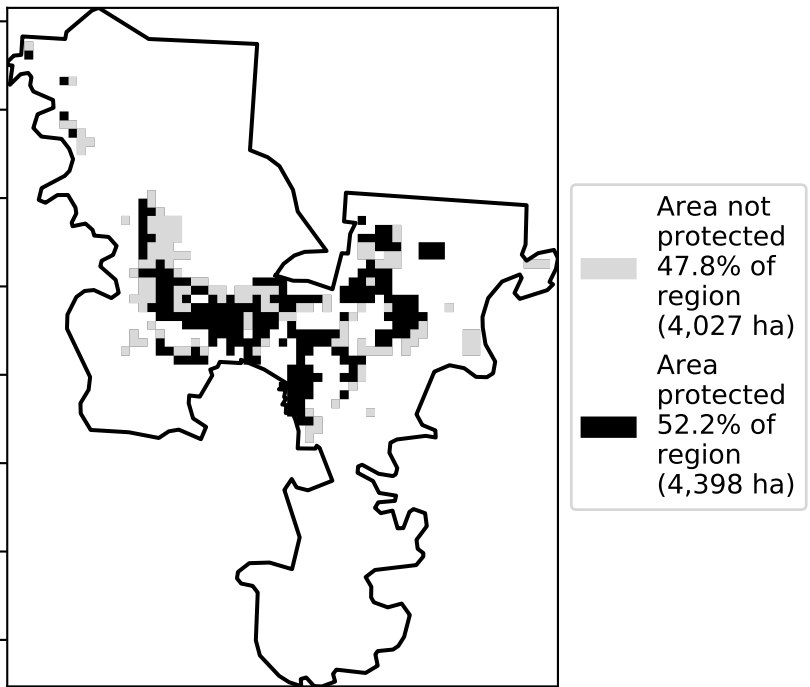 Area not
protected
47.8% of
region
(4,027 ha)
Area
protected
52.2% of
region
(4,398 ha)